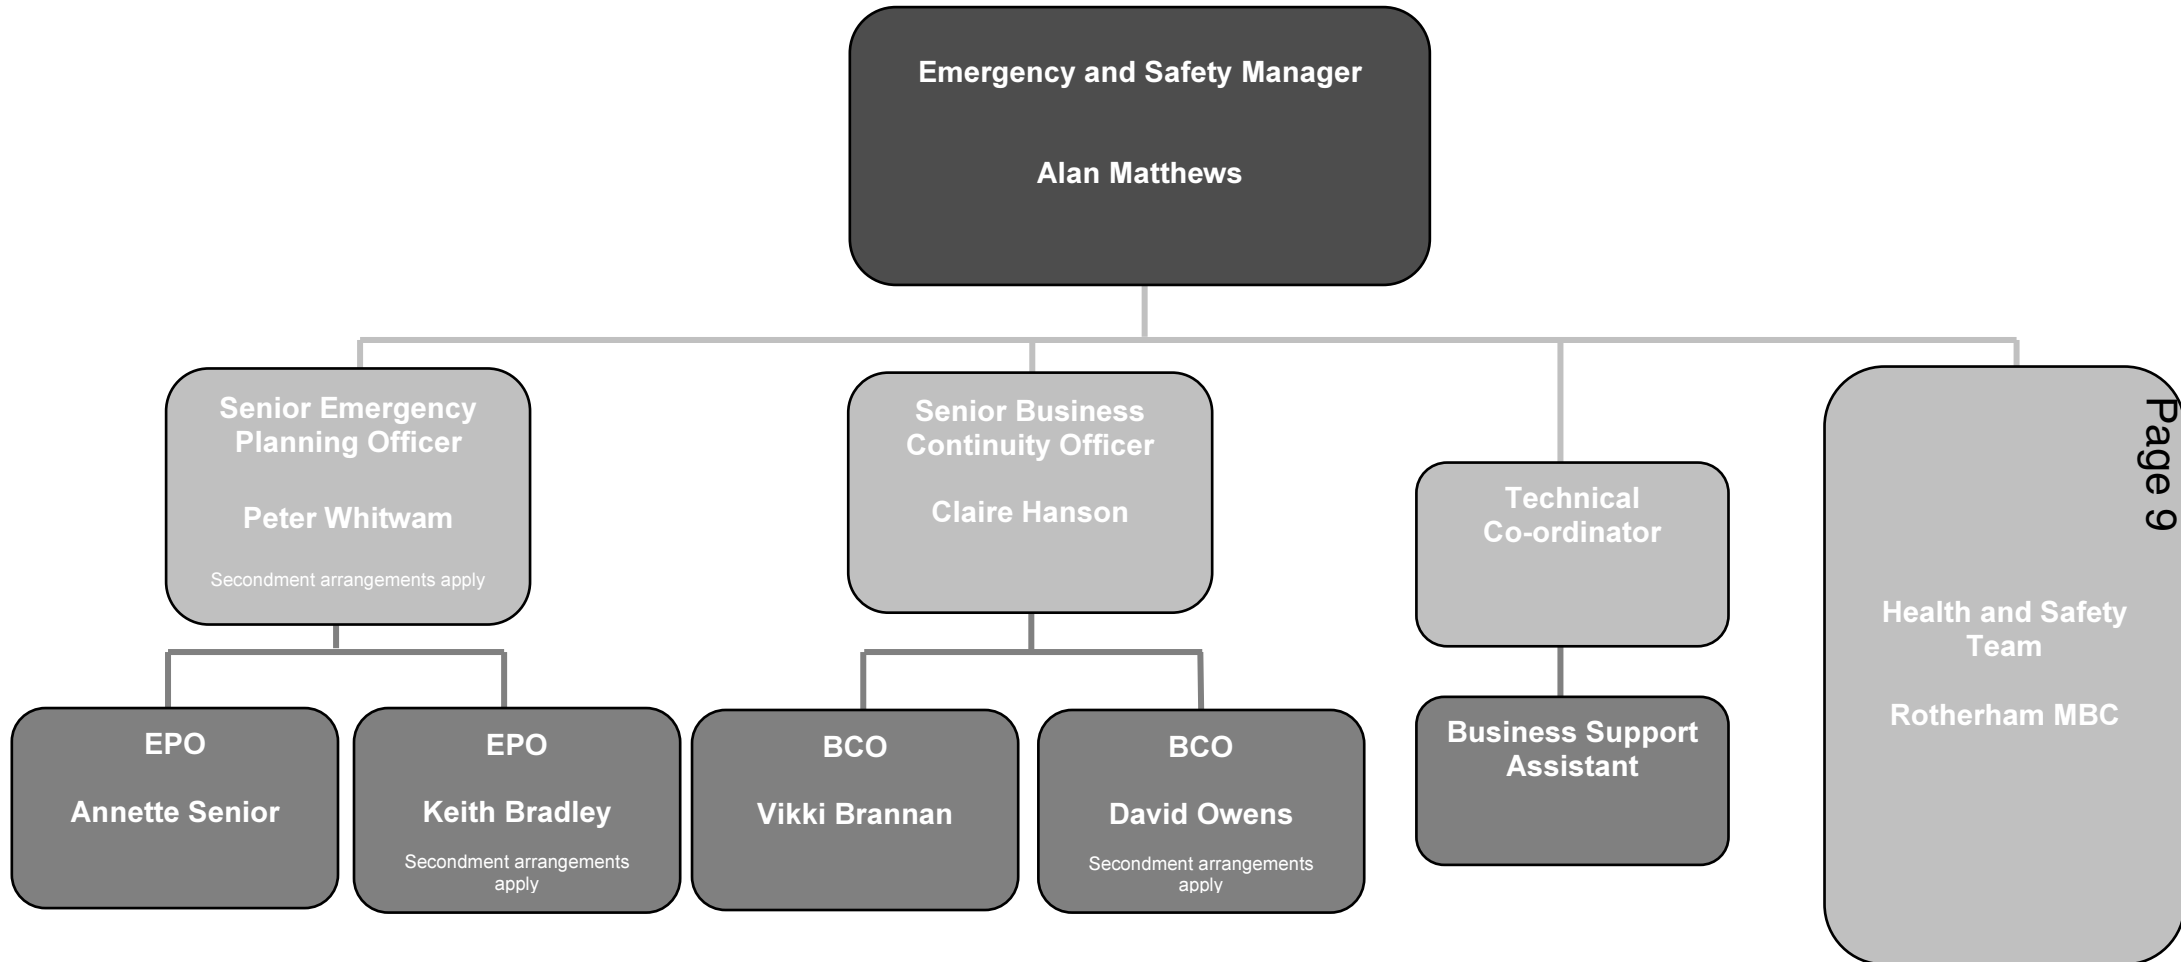 Emergency and Safety Manager
Alan Matthews
Senior Emergency
Planning Officer
Peter Whitwam
Secondment arrangements apply
Senior Business
Continuity Officer
Claire Hanson
Technical
Co-ordinator
Health and Safety
Team
Rotherham MBC
Page 9
EPO
Annette Senior
EPO
Keith Bradley
Secondment arrangements
apply
BCO
Vikki Brannan
BCO
David Owens
Secondment arrangements
apply
Business Support
Assistant